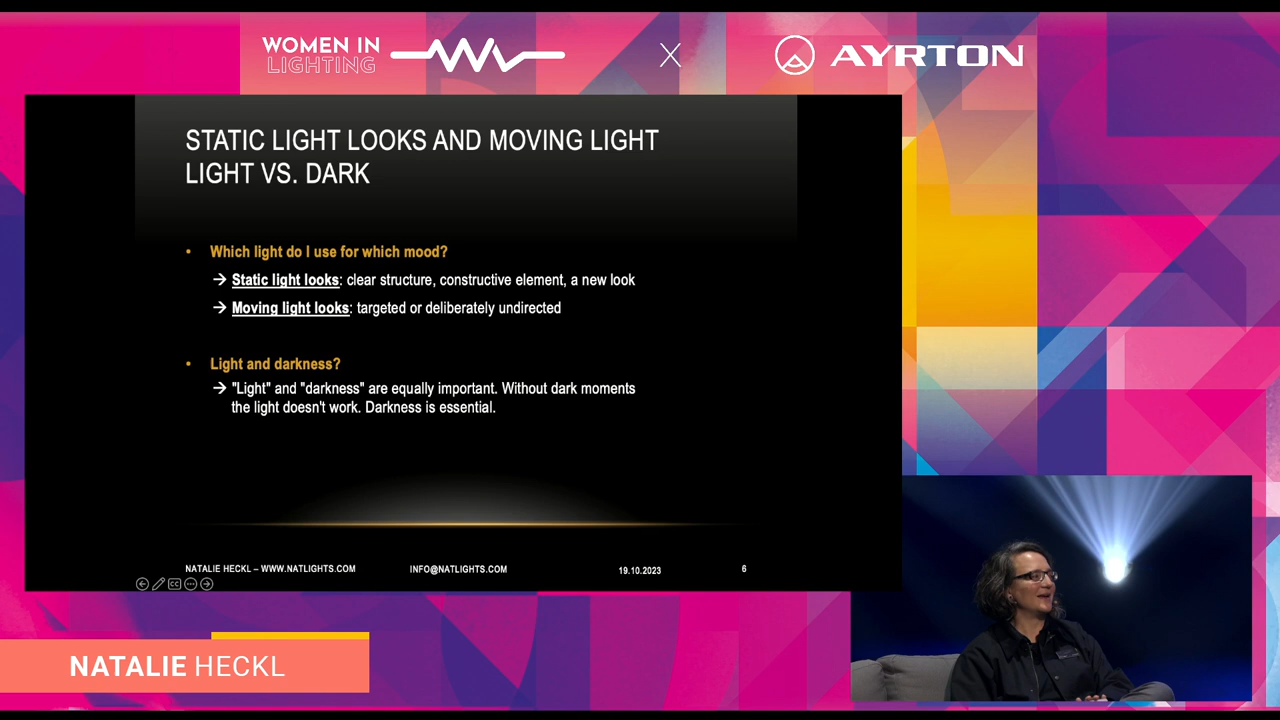 WOMEN IN
LIGHTING
X
AYRTON
STATIC LIGHT LOOKS AND MOVING LIGHT
LIGHT VS. DARK
• Which light do I use for which mood?
→ Static light looks: clear structure, constructive element, a new look
→ Moving light looks: targeted or deliberately undirected
• Light and darkness?
→ "Light" and "darkness" are equally important. Without dark moments
the light doesn't work. Darkness is essential.
NATALIE HECKL – WWW.NATLIGHTS.COM
INFO@NATLIGHTS.COM
19.10.2023
6
CC
NATALIE HECKL